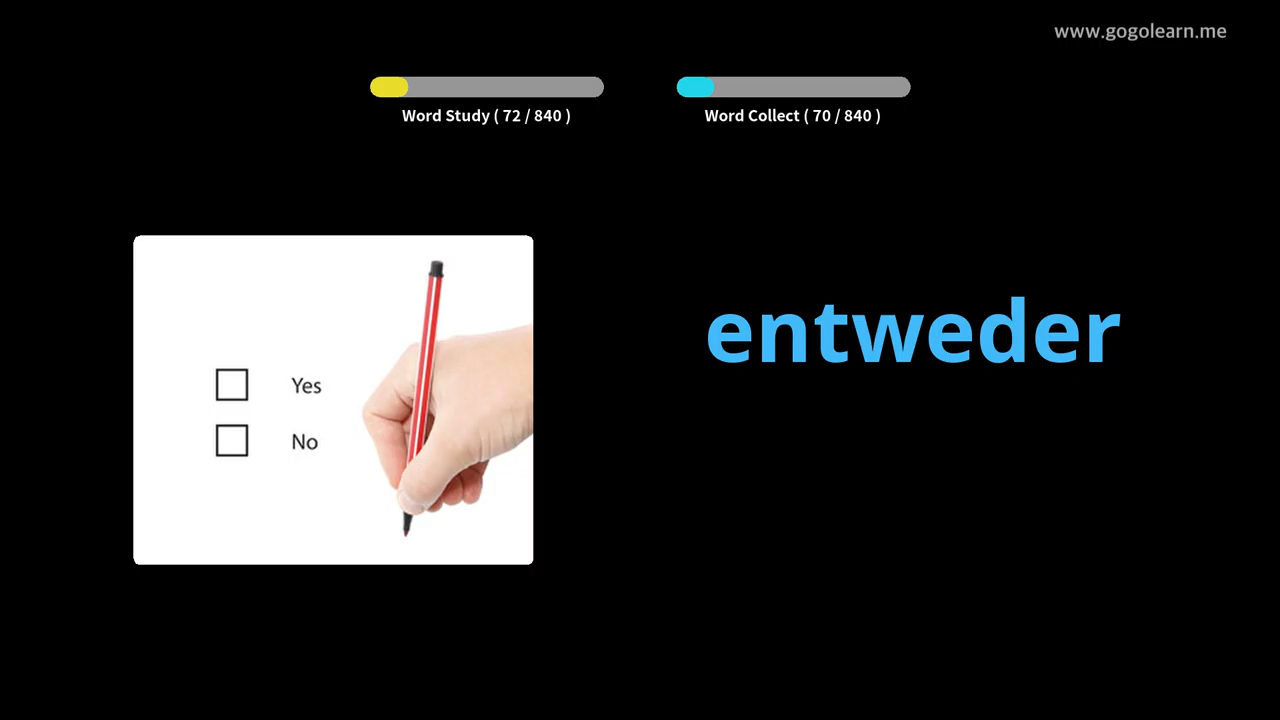 www.gogolearn.me
Word Study ( 72 / 840 )
Word Collect ( 70 / 840 )
entweder
Yes
No